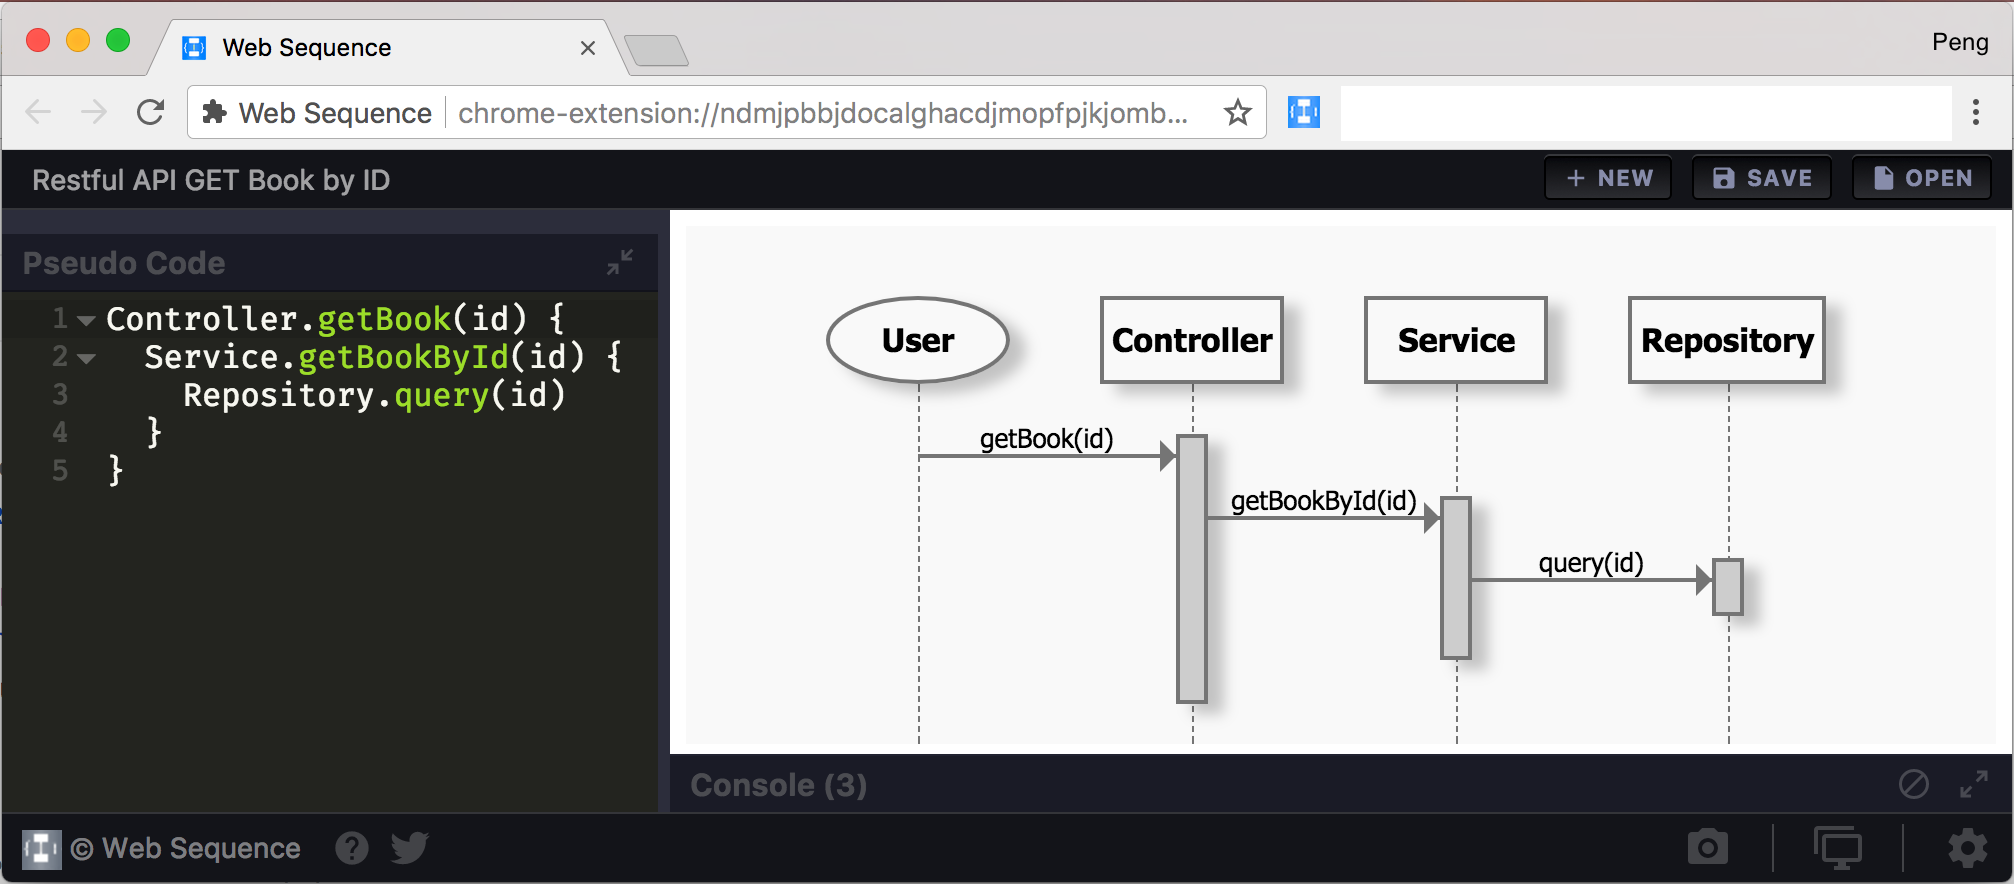 Web Sequence
Peng
Web Sequence chrome-extension://ndmjpbbjdocalghacdjmopfpjkjomb...
Restful API GET Book by ID
+ NEW
SAVE
OPEN
Pseudo Code
1 Controller.getBook(id) {
2   Service.getBookById(id) {
3     Repository.query(id)
4   }
5 }
User
Controller
Service
Repository
getBook(id)
getBookById(id)
query(id)
Console (3)
© Web Sequence